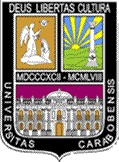 DEUS LIBERTAS CULTURA
MDCCCXCII - MCMLVIII
UNIVERSITAS
CARABOBENSIS